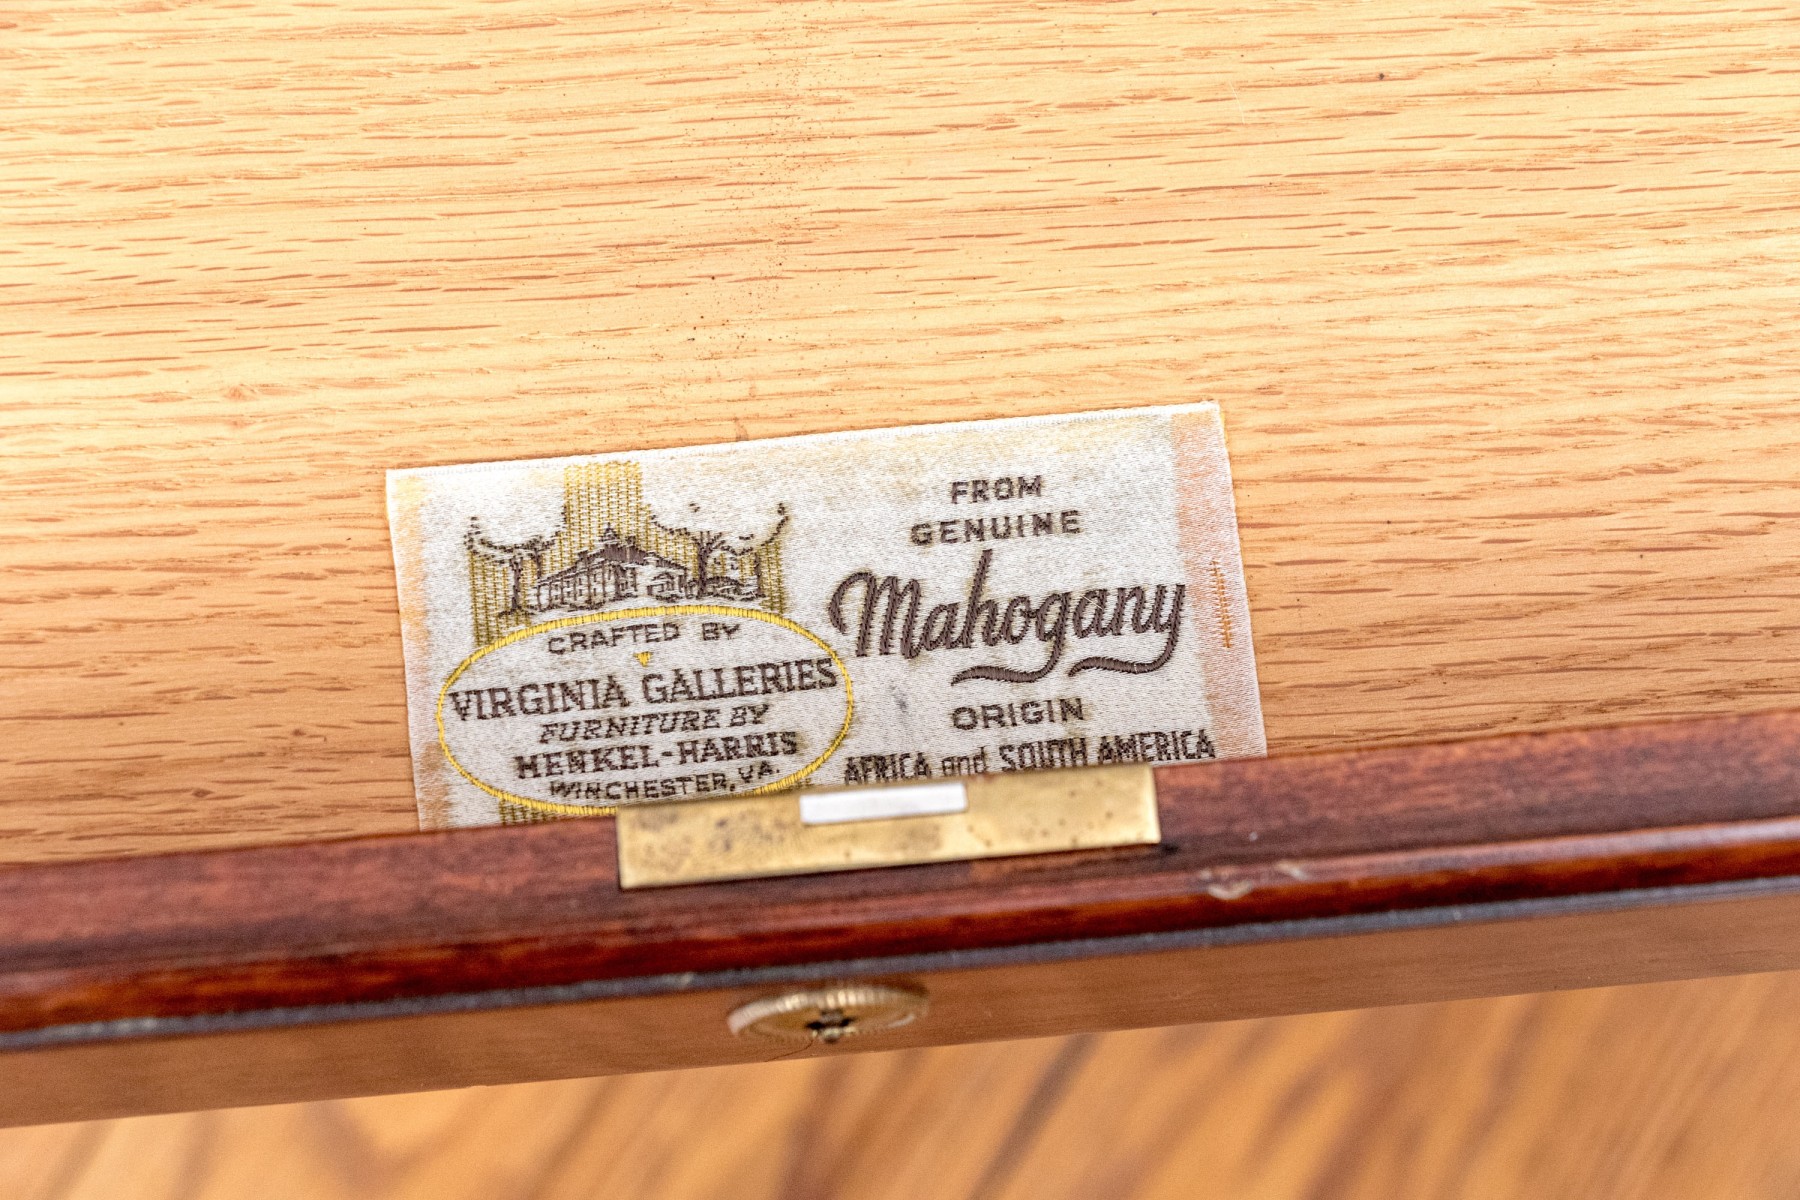 CRAFTED BY
VIRGINIA GALLERIES
FURNITURE BY
HENKEL-HARRIS
WINCHESTER, VA.
FROM
GENUINE
Mahogany
ORIGIN
AFRICA and SOUTH AMERICA